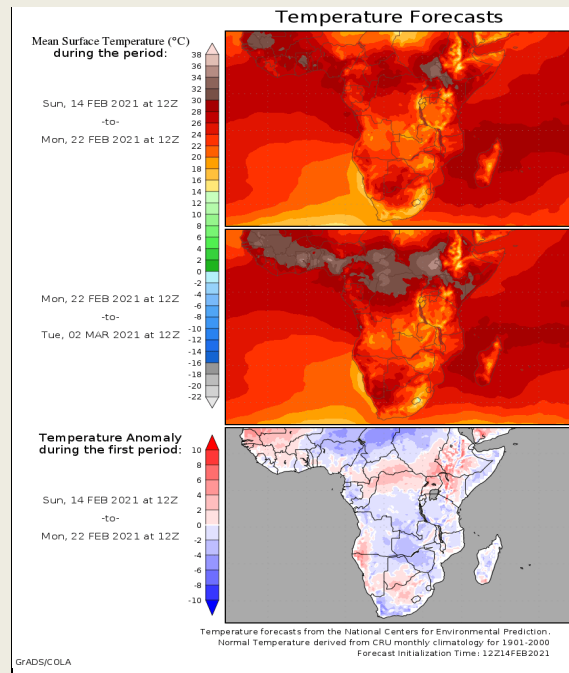 Temperature Forecasts
Mean Surface Temperature (°C)
during the period:
Sun, 14 FEB 2021 at 12Z
-to-
Mon, 22 FEB 2021 at 12Z
38
36
34
32
30
28
26
24
22
20
18
16
14
12
10
8
6
4
2
0
-2
-4
-6
-8
-10
-12
-14
-16
-18
-20
-22
Mon, 22 FEB 2021 at 12Z
-to-
Tue, 02 MAR 2021 at 12Z
Temperature Anomaly
during the first period:
Sun, 14 FEB 2021 at 12Z
-to-
Mon, 22 FEB 2021 at 12Z
10
8
6
4
2
0
-2
-4
-6
-8
-10
Temperature forecasts from the National Centers for Environmental Prediction.
Normal Temperature derived from CRU monthly climatology for 1901-2000
Forecast Initialization Time: 12Z14FEB2021
GrADS/COLA